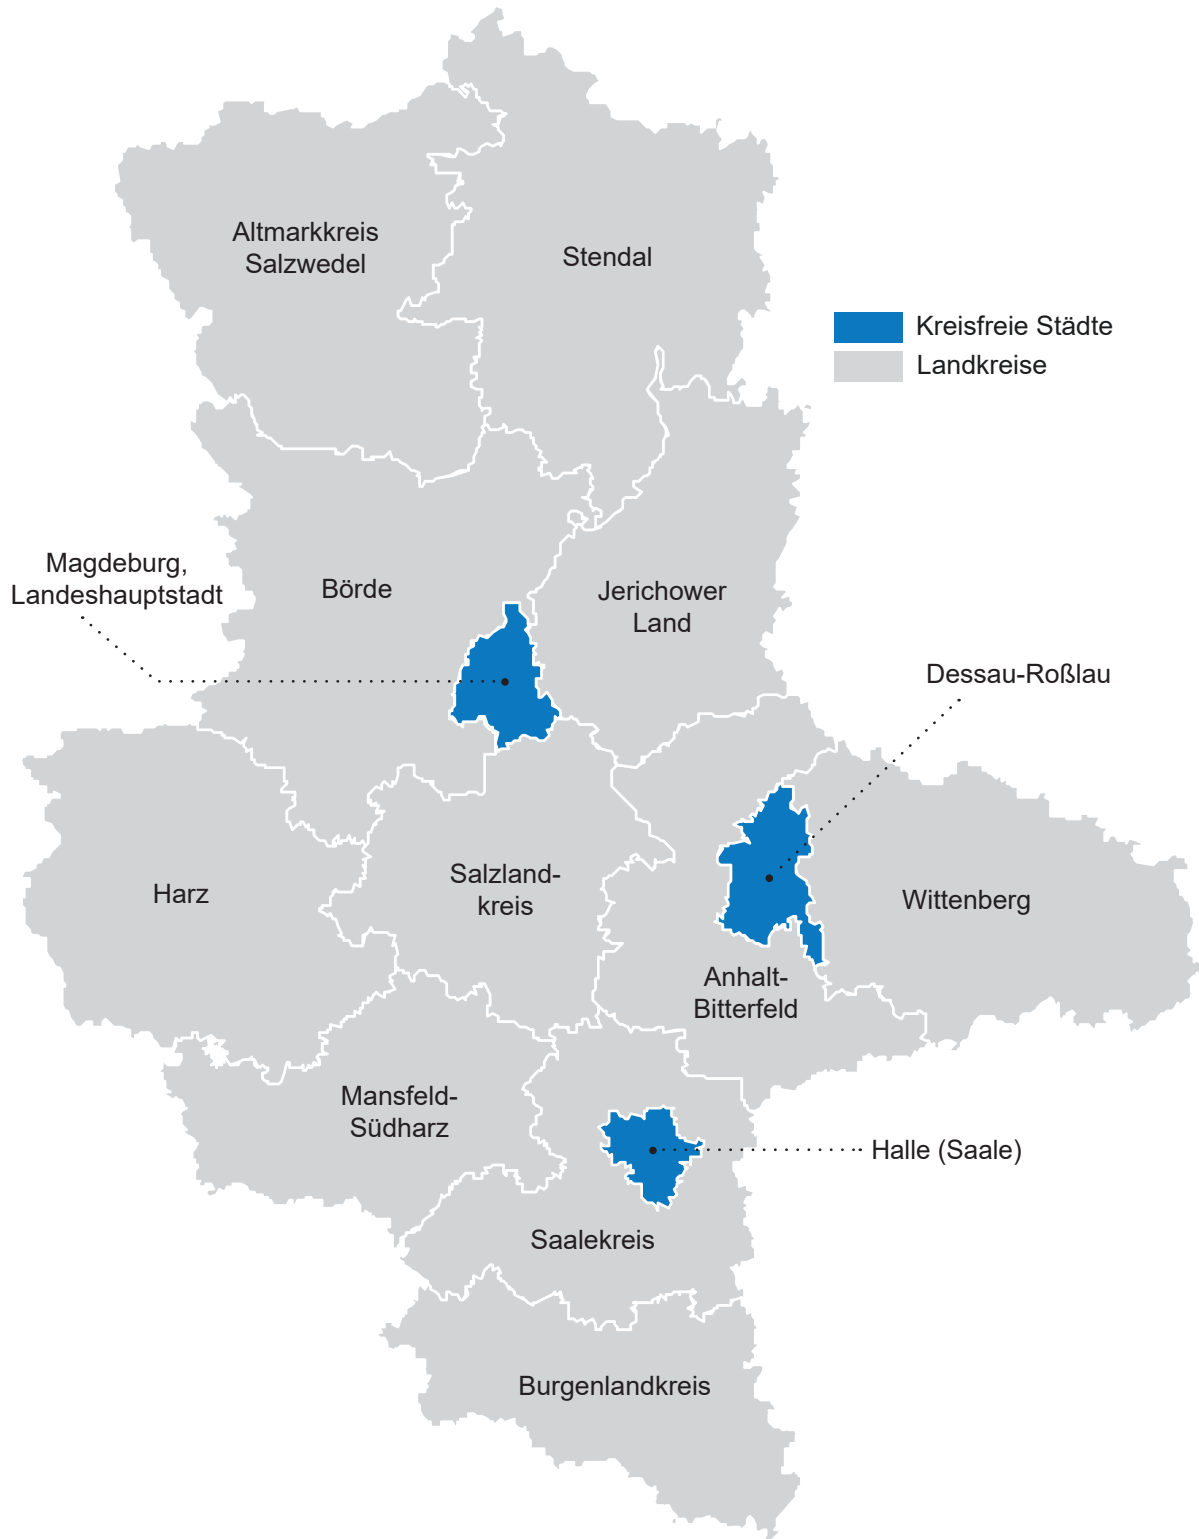 Altmarkkreis
Salzwedel
Stendal
Kreisfreie Städte
Landkreise
Magdeburg,
Landeshauptstadt
Börde
Jerichower
Land
Dessau-Roßlau
Harz
Salzland-
kreis
Wittenberg
Anhalt-
Bitterfeld
Mansfeld-
Südharz
Halle (Saale)
Saalekreis
Burgenlandkreis